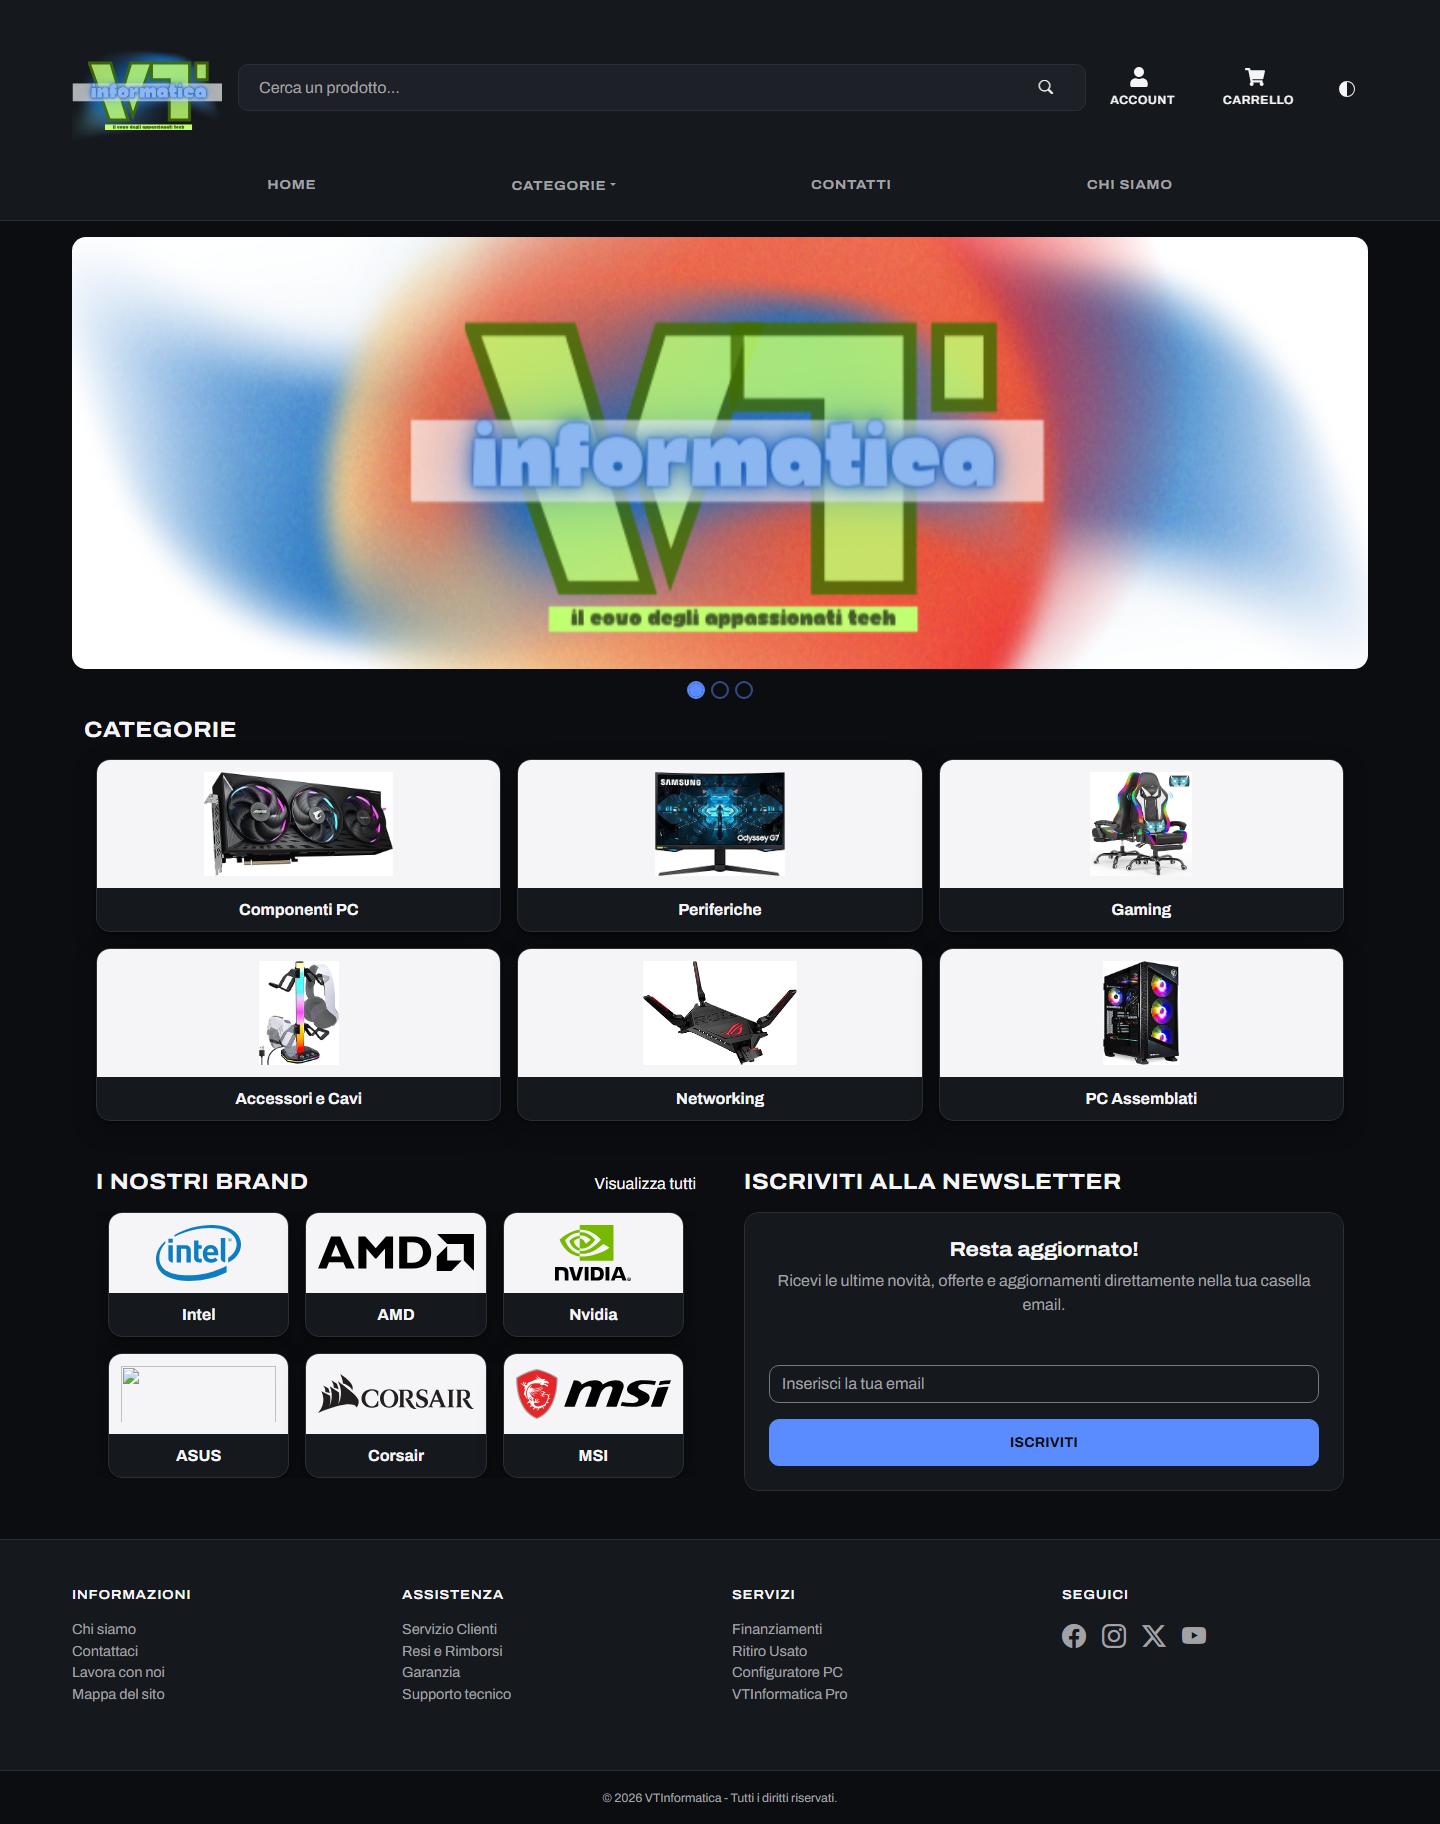 VTi
informatica
il covo degli appassionati tech
Cerca un prodotto...
ACCOUNT
CARRELLO
HOME
CATEGORIE
CONTATTI
CHI SIAMO
VTi
informatica
il covo degli appassionati tech
CATEGORIE
SAMSUNG
Odyssey G7
Componenti PC
Periferiche
Gaming
Accessori e Cavi
Networking
PC Assemblati
I NOSTRI BRAND
Visualizza tutti
intel
AMD
NVIDIA
Intel
AMD
Nvidia
CORSAIR
msi
ASUS
Corsair
MSI
ISCRIVITI ALLA NEWSLETTER
Resta aggiornato!
Ricevi le ultime novità, offerte e aggiornamenti direttamente nella tua casella
email.
Inserisci la tua email
ISCRIVITI
INFORMAZIONI
Chi siamo
Contattaci
Lavora con noi
Mappa del sito
ASSISTENZA
Servizio Clienti
Resi e Rimborsi
Garanzia
Supporto tecnico
SERVIZI
Finanziamenti
Ritiro Usato
Configuratore PC
VTInformatica Pro
SEGUICI
© 2026 VTInformatica - Tutti i diritti riservati.